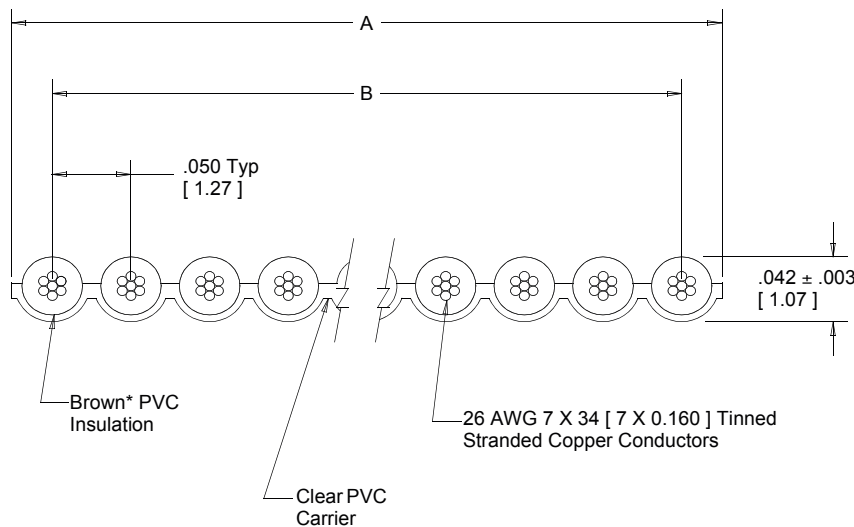 A
B
.050 Typ
[ 1.27 ]
.042 ± .003
[ 1.07 ]
Brown* PVC
Insulation
26 AWG 7 X 34 [ 7 X 0.160 ] Tinned
Stranded Copper Conductors
Clear PVC
Carrier